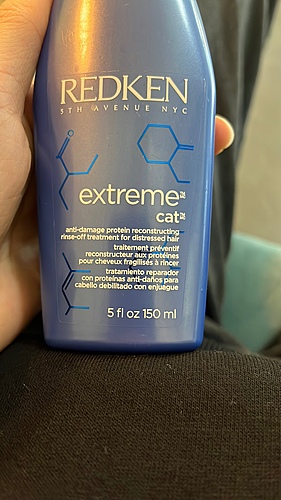 REDKEN
5TH AVENUE NYC
extreme™
cat™
anti-damage protein reconstructing
rinse-off treatment for distressed hair
traitement préventif
reconstructeur aux protéines
pour cheveux fragilisés à rincer
tratamiento reparador
con proteínas anti-daños para
cabello debilitado con enjuague
5 fl oz 150 ml